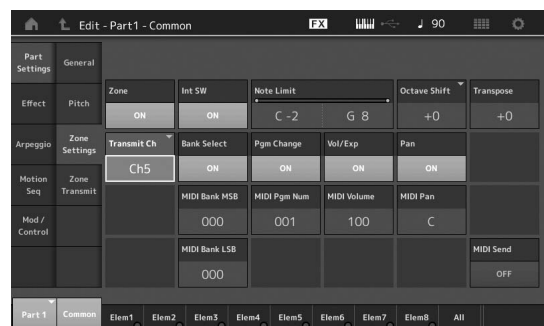 Edit - Part1 - Common FX 90
Part Settings
General
Zone
ON
Int SW
ON
Note Limit
C -2 G 8
Octave Shift
+0
Transpose
+0
Effect
Pitch
Arpeggio
Zone Settings
Transmit Ch
Ch5
Bank Select
ON
Pgm Change
ON
Vol/Exp
ON
Pan
ON
Motion Seq
Zone Transmit
MIDI Bank MSB
000
MIDI Pgm Num
001
MIDI Volume
100
MIDI Pan
C
Mod / Control
MIDI Bank LSB
000
MIDI Send
OFF
Part 1 Common Elem1 Elem2 Elem3 Elem4 Elem5 Elem6 Elem7 Elem8 All